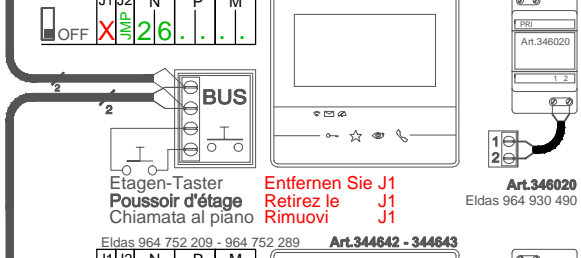 J1 J2 N P M
OFF X JMP 2 6 . . . .
PRI
Art.346020
1 2
2
2
BUS
1
2
Etagen-Taster Entfernen Sie J1
Poussoir d'étage Retirez le J1
Chiamata al piano Rimuovi J1
Art.346020
Eldas 964 930 490
Eldas 964 752 209 - 964 752 289 Art.344642 - 344643
J1 J2 N P M